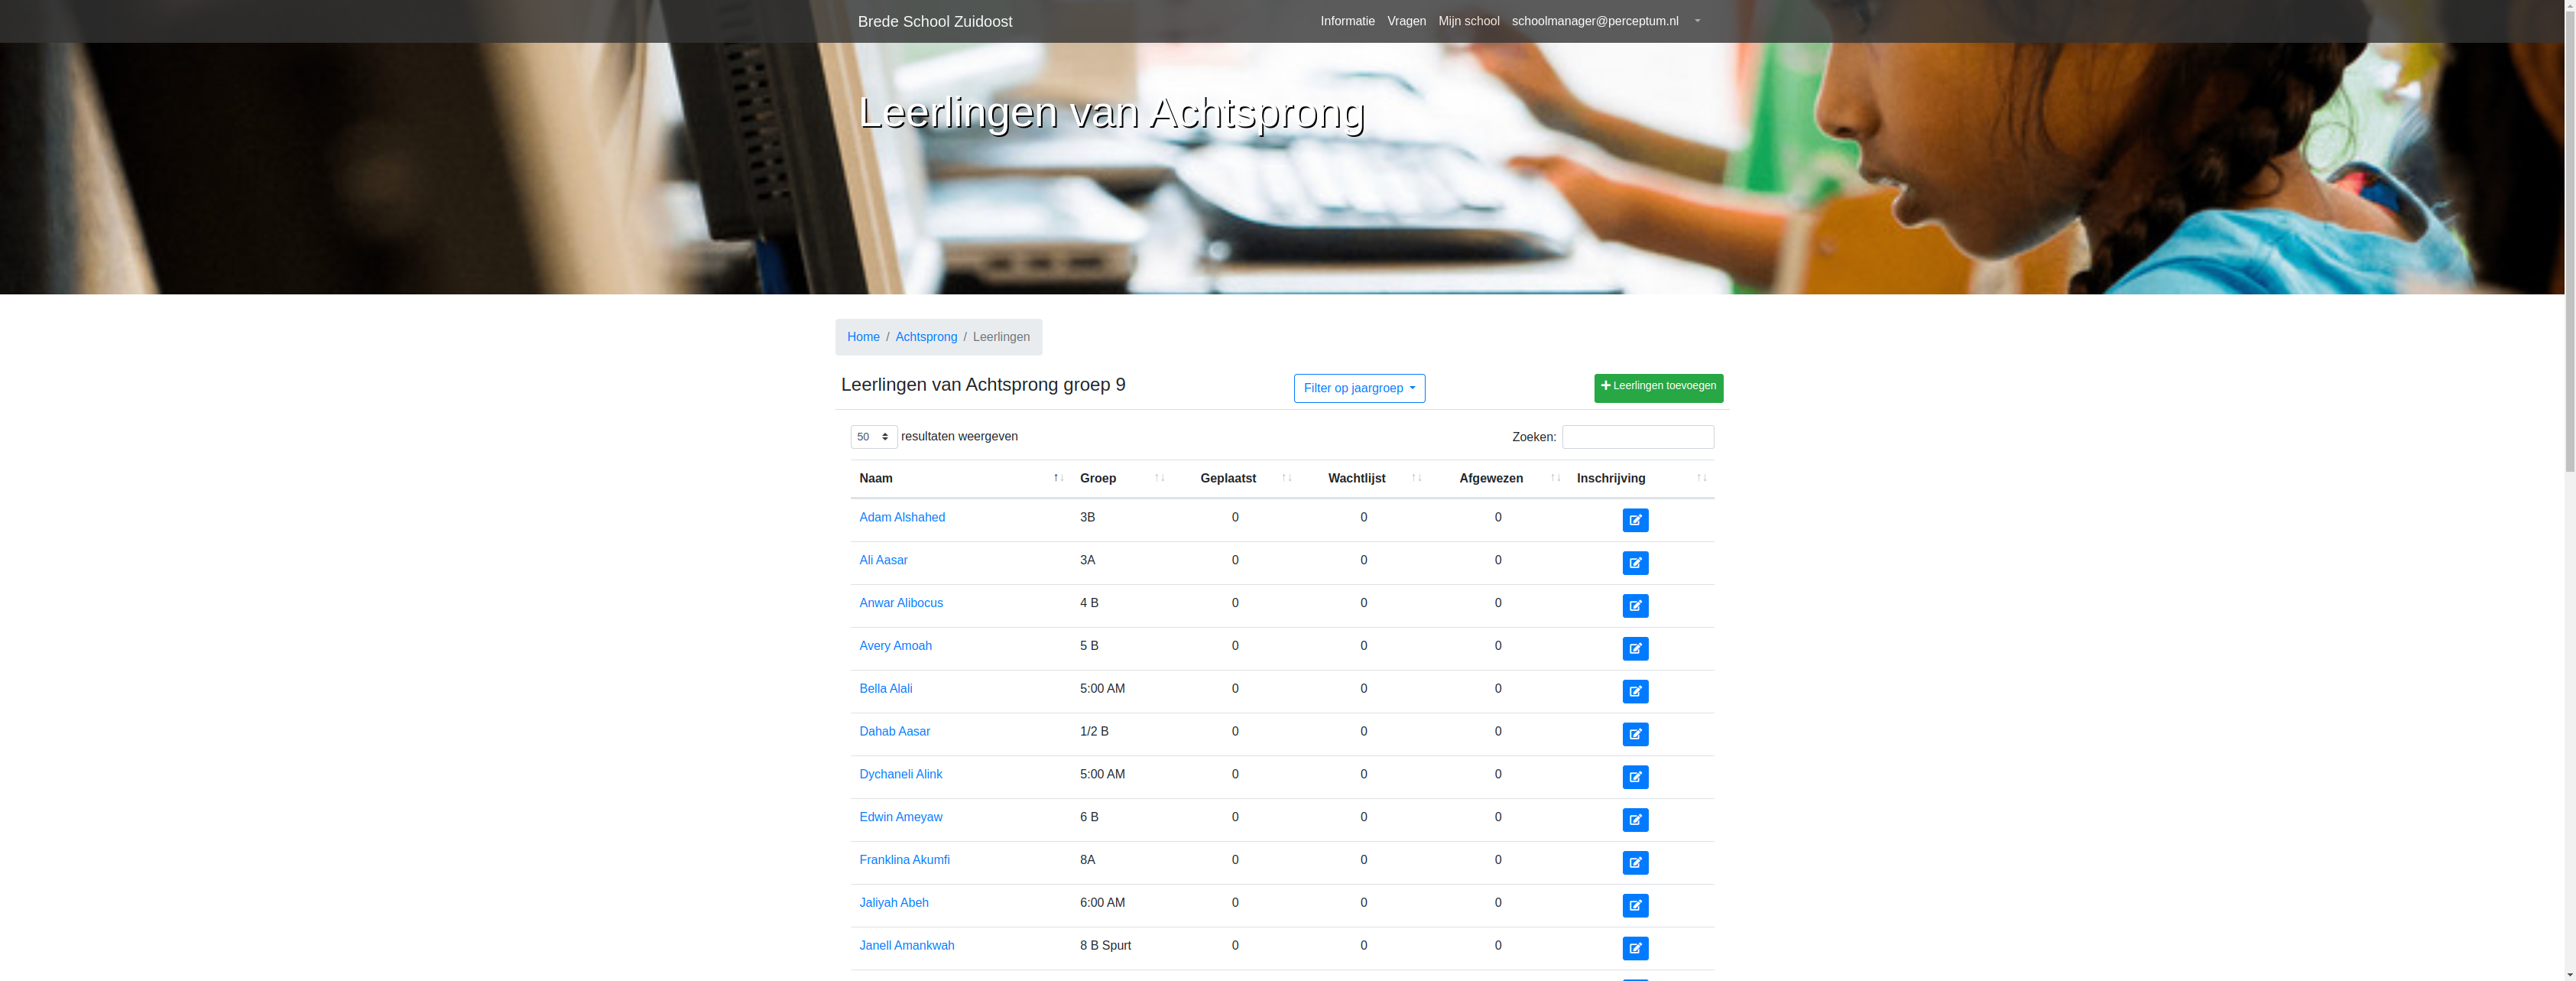 Brede School Zuidoost Informatie Vragen Mijn school schoolmanager@perceptum.nl
Leerlingen van Achtsprong
Home / Achtsprong / Leerlingen
Leerlingen van Achtsprong groep 9 Filter op jaargroep Leerlingen toevoegen
50 resultaten weergeven Zoeken:
Naam Groep Geplaatst Wachtlijst Afgewezen Inschrijving
Adam Alshahed 3B 0 0 0
Ali Aasar 3A 0 0 0
Anwar Alibocus 4 B 0 0 0
Avery Amoah 5 B 0 0 0
Bella Alali 5:00 AM 0 0 0
Dahab Aasar 1/2 B 0 0 0
Dychaneli Alink 5:00 AM 0 0 0
Edwin Ameyaw 6 B 0 0 0
Franklina Akumfi 8A 0 0 0
Jaliyah Abeh 6:00 AM 0 0 0
Janell Amankwah 8 B Spurt 0 0 0